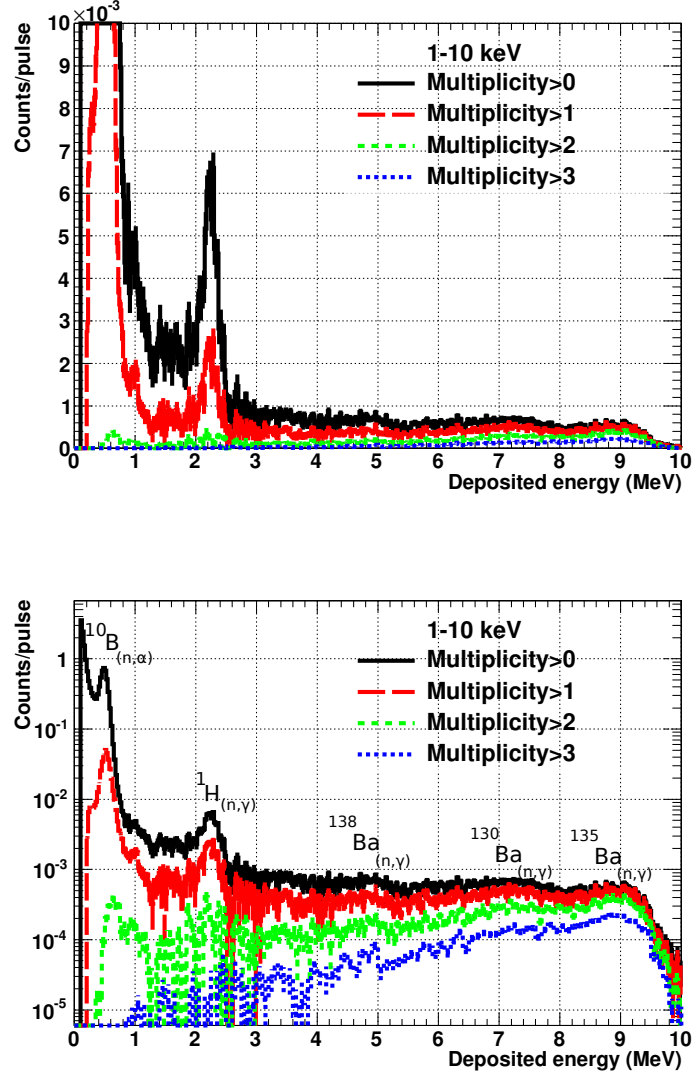 ×10⁻³
Counts/pulse
10
9
8
7
6
5
4
3
2
1
0
1-10 keV
Multiplicity>0
Multiplicity>1
Multiplicity>2
Multiplicity>3
0 1 2 3 4 5 6 7 8 9 10
Deposited energy (MeV)
Counts/pulse
1
10⁻¹
10⁻²
10⁻³
10⁻⁴
10⁻⁵
1-10 keV
Multiplicity>0
Multiplicity>1
Multiplicity>2
Multiplicity>3
¹⁰B(n,α)
¹H(n,γ)
¹³⁸Ba(n,γ)
¹³⁰Ba(n,γ)
¹³⁵Ba(n,γ)
0 1 2 3 4 5 6 7 8 9 10
Deposited energy (MeV)